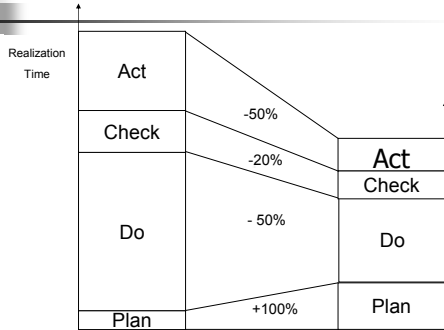 Realization
Time
Act
Check
Do
Plan
-50%
-20%
- 50%
+100%
Act
Check
Do
Plan